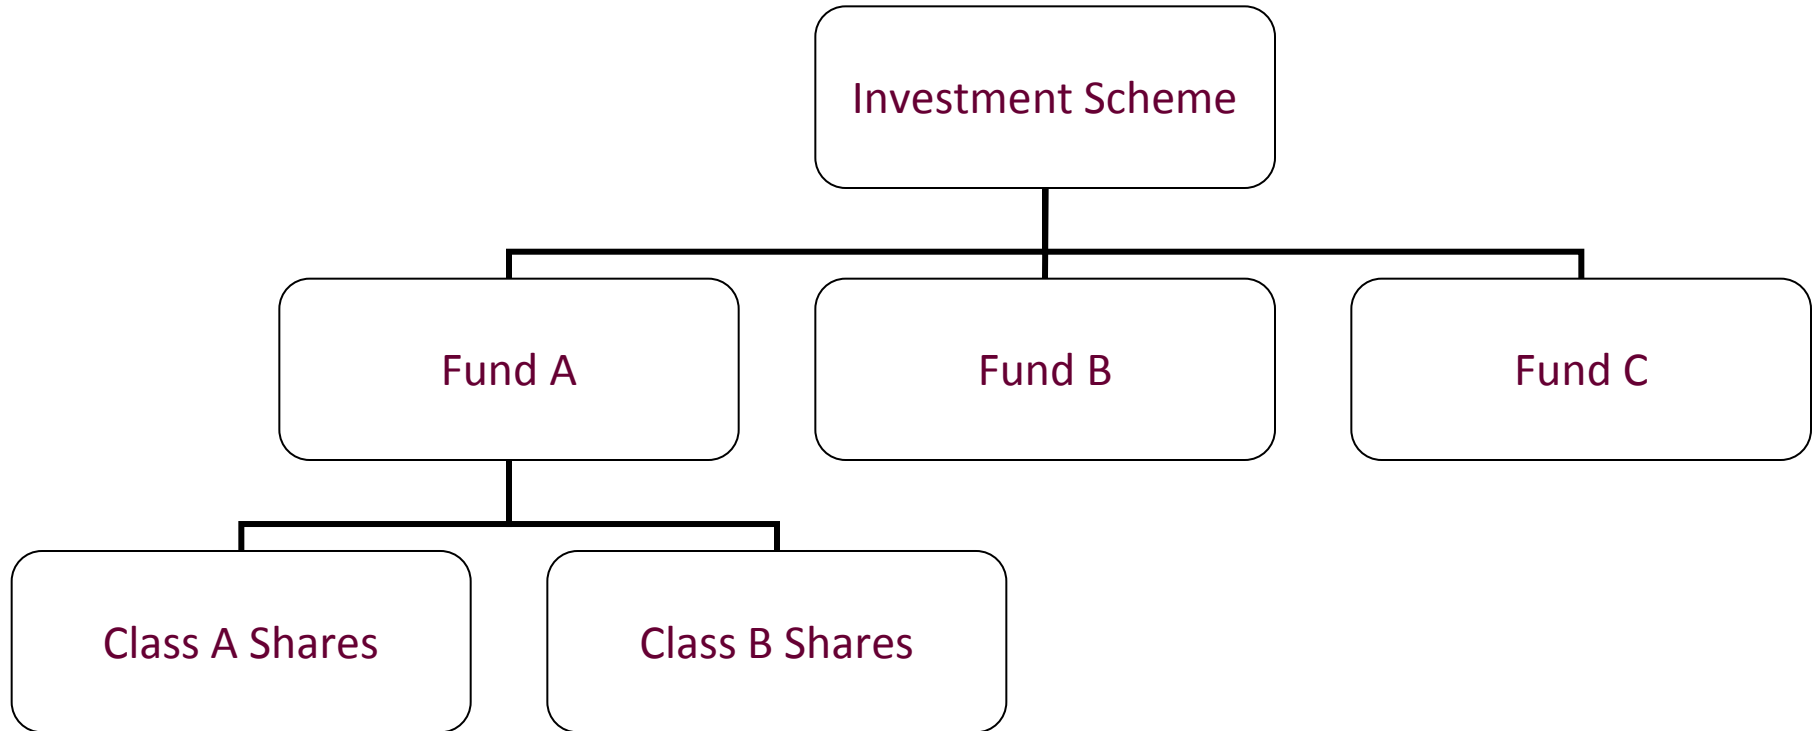 Investment Scheme
Fund A
Fund B
Fund C
Class A Shares
Class B Shares